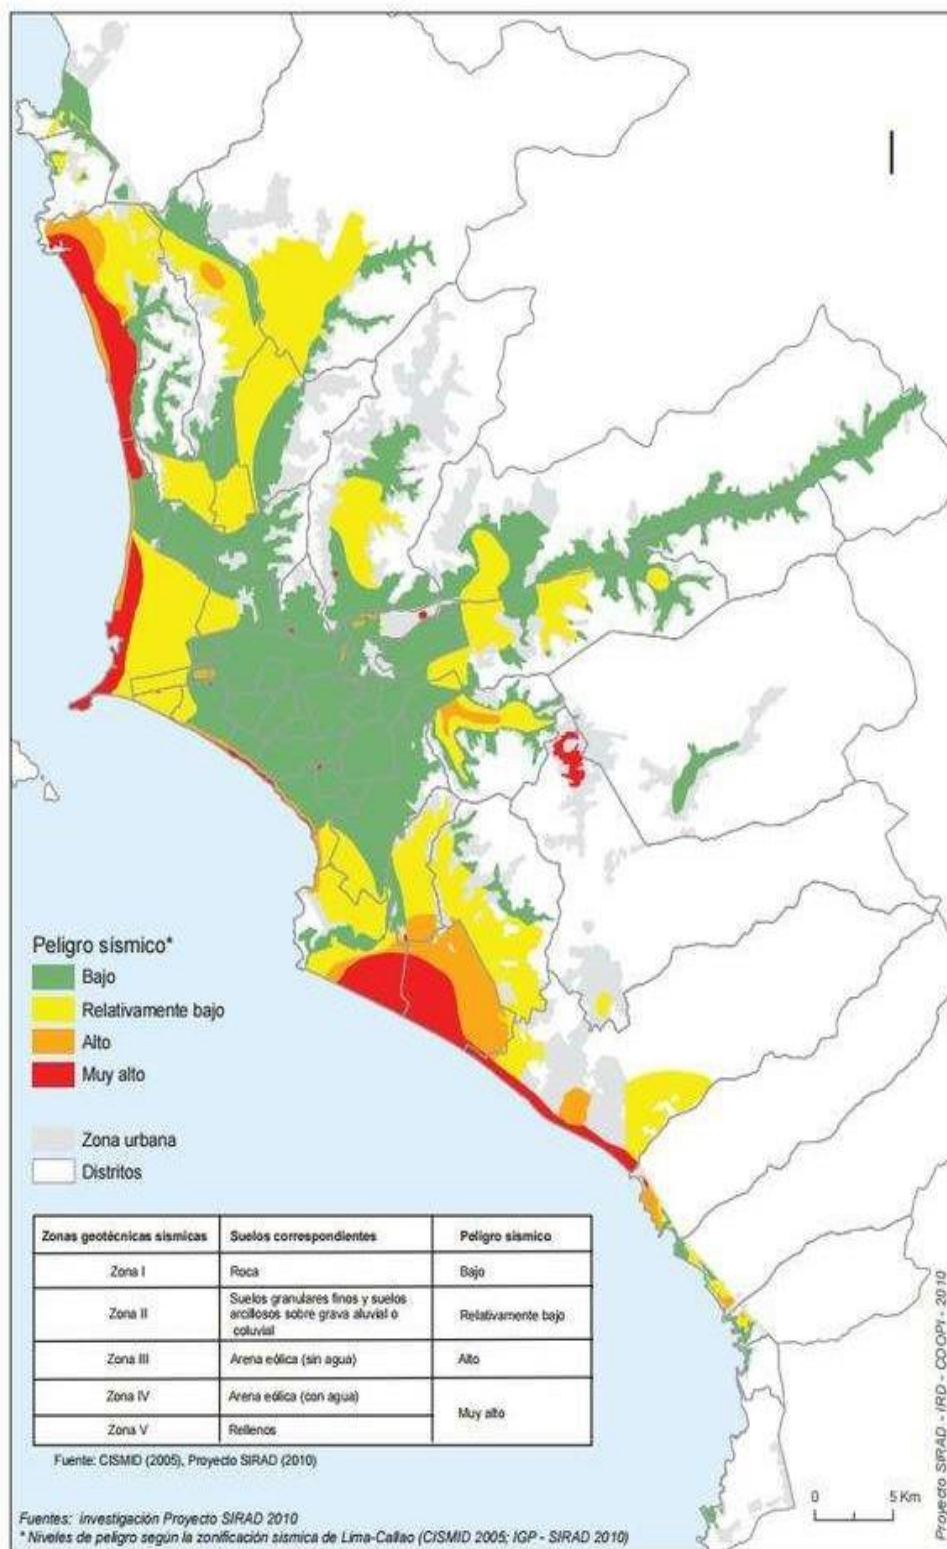 Peligro sísmico*
Bajo
Relativamente bajo
Alto
Muy alto
Zona urbana
Distritos
Zonas geotécnicas sísmicas
Suelos correspondientes
Peligro sísmico
Zona I
Roca
Bajo
Zona II
Suelos granulares finos y suelos
arcillosos sobre grava aluvial o
coluvial
Relativamente bajo
Zona III
Arena eólica (sin agua)
Alto
Zona IV
Arena eólica (con agua)
Muy alto
Zona V
Rellenos
Fuente: CISMID (2005), Proyecto SIRAD (2010)
0 5 Km
Fuentes: investigación Proyecto SIRAD 2010
* Niveles de peligro según la zonificación sísmica de Lima-Callao (CISMID 2005; IGP - SIRAD 2010)
Proyecto SIRAD - IRD - COOPI - 2010